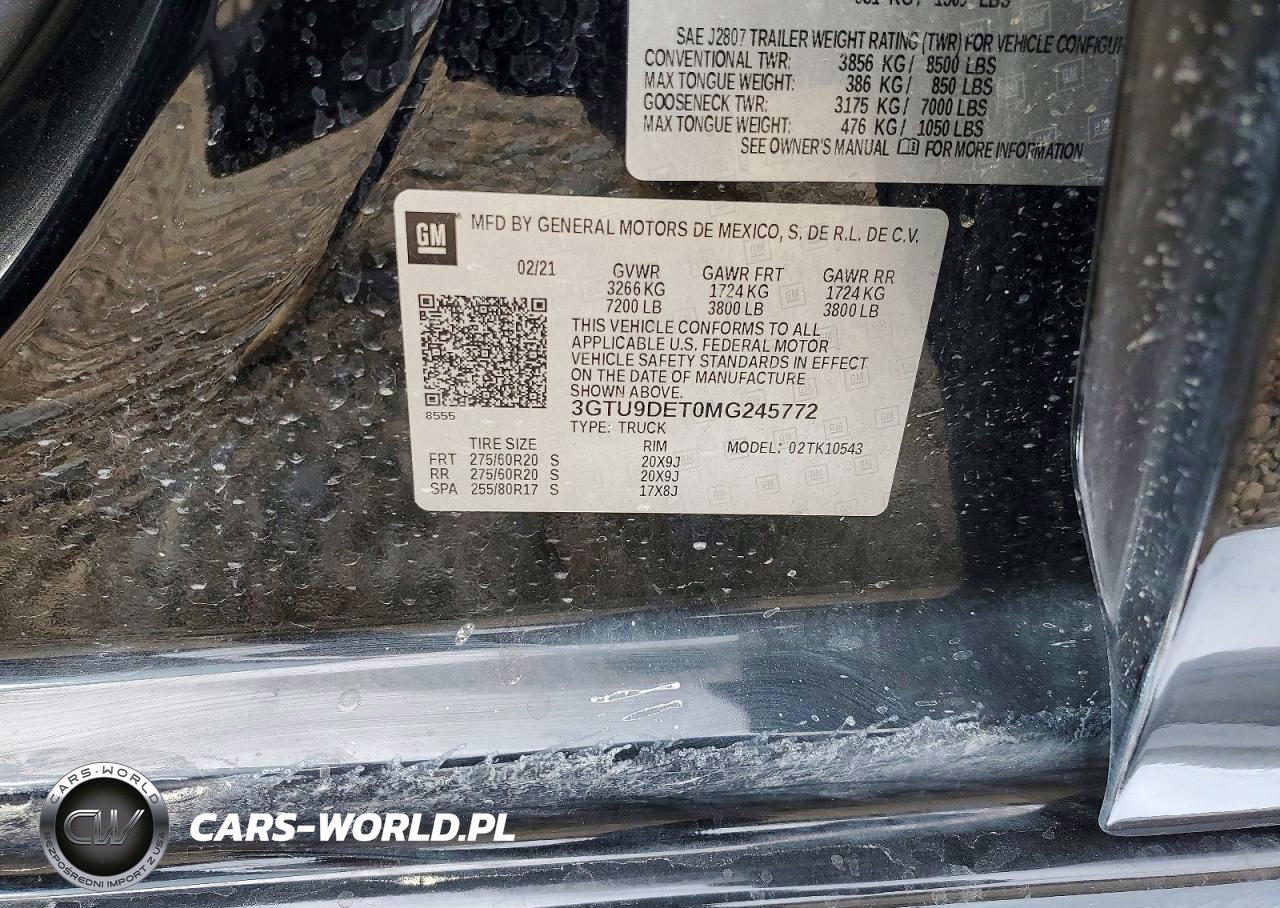 SAE J2807 TRAILER WEIGHT RATING (TWR) FOR VEHICLE
CONVENTIONAL TWR: 3856 KG/ 8500 LBS
MAX TONGUE WEIGHT: 386 KG/ 850 LBS
GOOSENECK TWR: 3175 KG/ 7000 LBS
MAX TONGUE WEIGHT: 476 KG/ 1050 LBS
SEE OWNER'S MANUAL FOR MORE INFORMATION
GM MFD BY GENERAL MOTORS DE MEXICO, S. DE R.L. DE C.V.
02/21 GVWR GAWR FRT GAWR RR
3266 KG 1724 KG 1724 KG
7200 LB 3800 LB 3800 LB
THIS VEHICLE CONFORMS TO ALL
APPLICABLE U.S. FEDERAL MOTOR
VEHICLE SAFETY STANDARDS IN EFFECT
ON THE DATE OF MANUFACTURE
SHOWN ABOVE.
8555 3GTU9DET0MG245772
TYPE: TRUCK
TIRE SIZE RIM MODEL: 02TK10543
FRT 275/60R20 S 20X9J
RR 275/60R20 S 20X9J
SPA 255/80R17 S 17X8J
CARS-WORLD
CW
BEZPOŚREDNI IMPORT Z USA
CARS-WORLD.PL